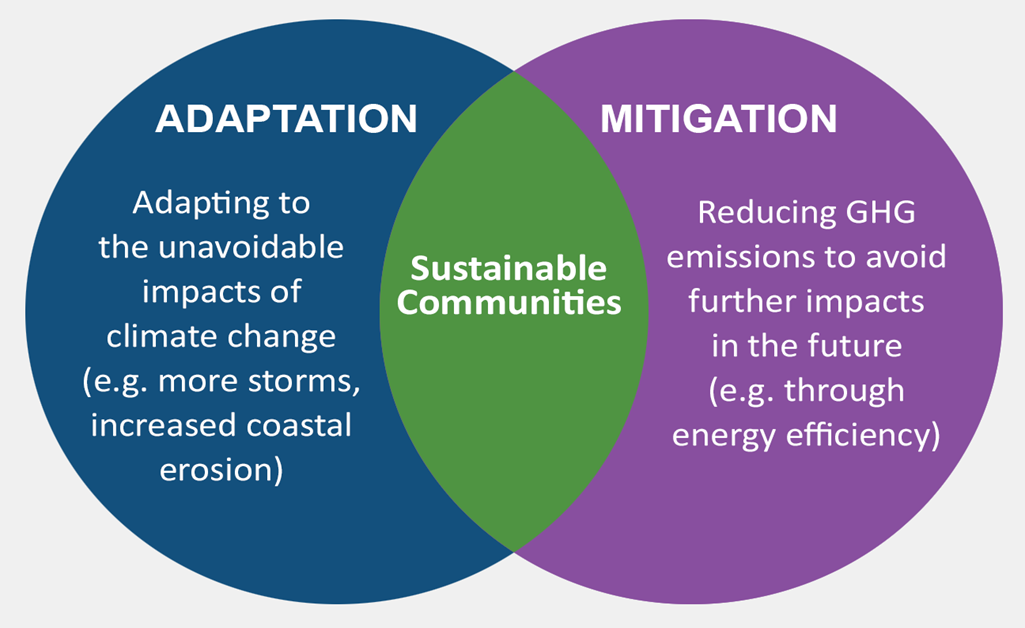 ADAPTATION
Adapting to
the unavoidable
impacts of
climate change
(e.g. more storms,
increased coastal
erosion)
Sustainable
Communities
MITIGATION
Reducing GHG
emissions to avoid
further impacts
in the future
(e.g. through
energy efficiency)